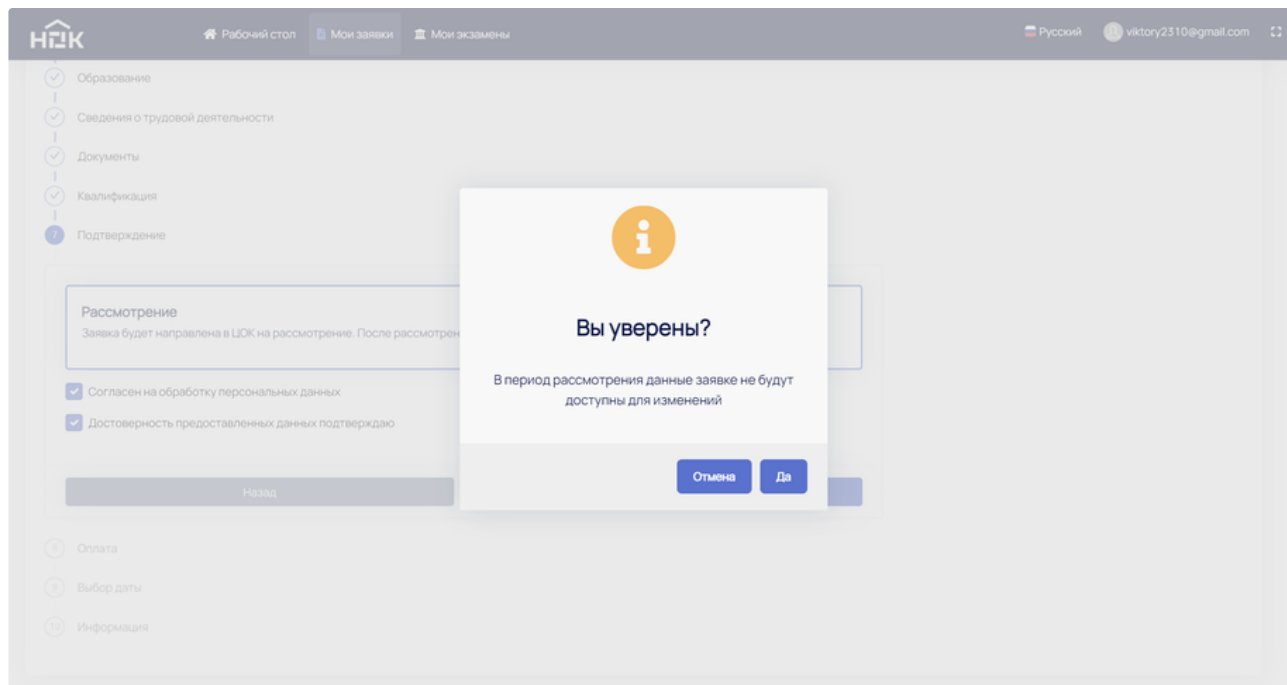 НОК Рабочий стол Мои заявки Мои экзамены Русский viktory2310@gmail.com
Образование
Сведения о трудовой деятельности
Документы
Квалификация
7 Подтверждение
Рассмотрение
Заявка будет направлена в ЦОК на рассмотрение. После рассмотрен
Согласен на обработку персональных данных
Достоверность предоставленных данных подтверждаю
Назад
Вы уверены?
В период рассмотрения данные заявке не будут
доступны для изменений
Отмена Да
8 Оплата
9 Выбор даты
10 Информация